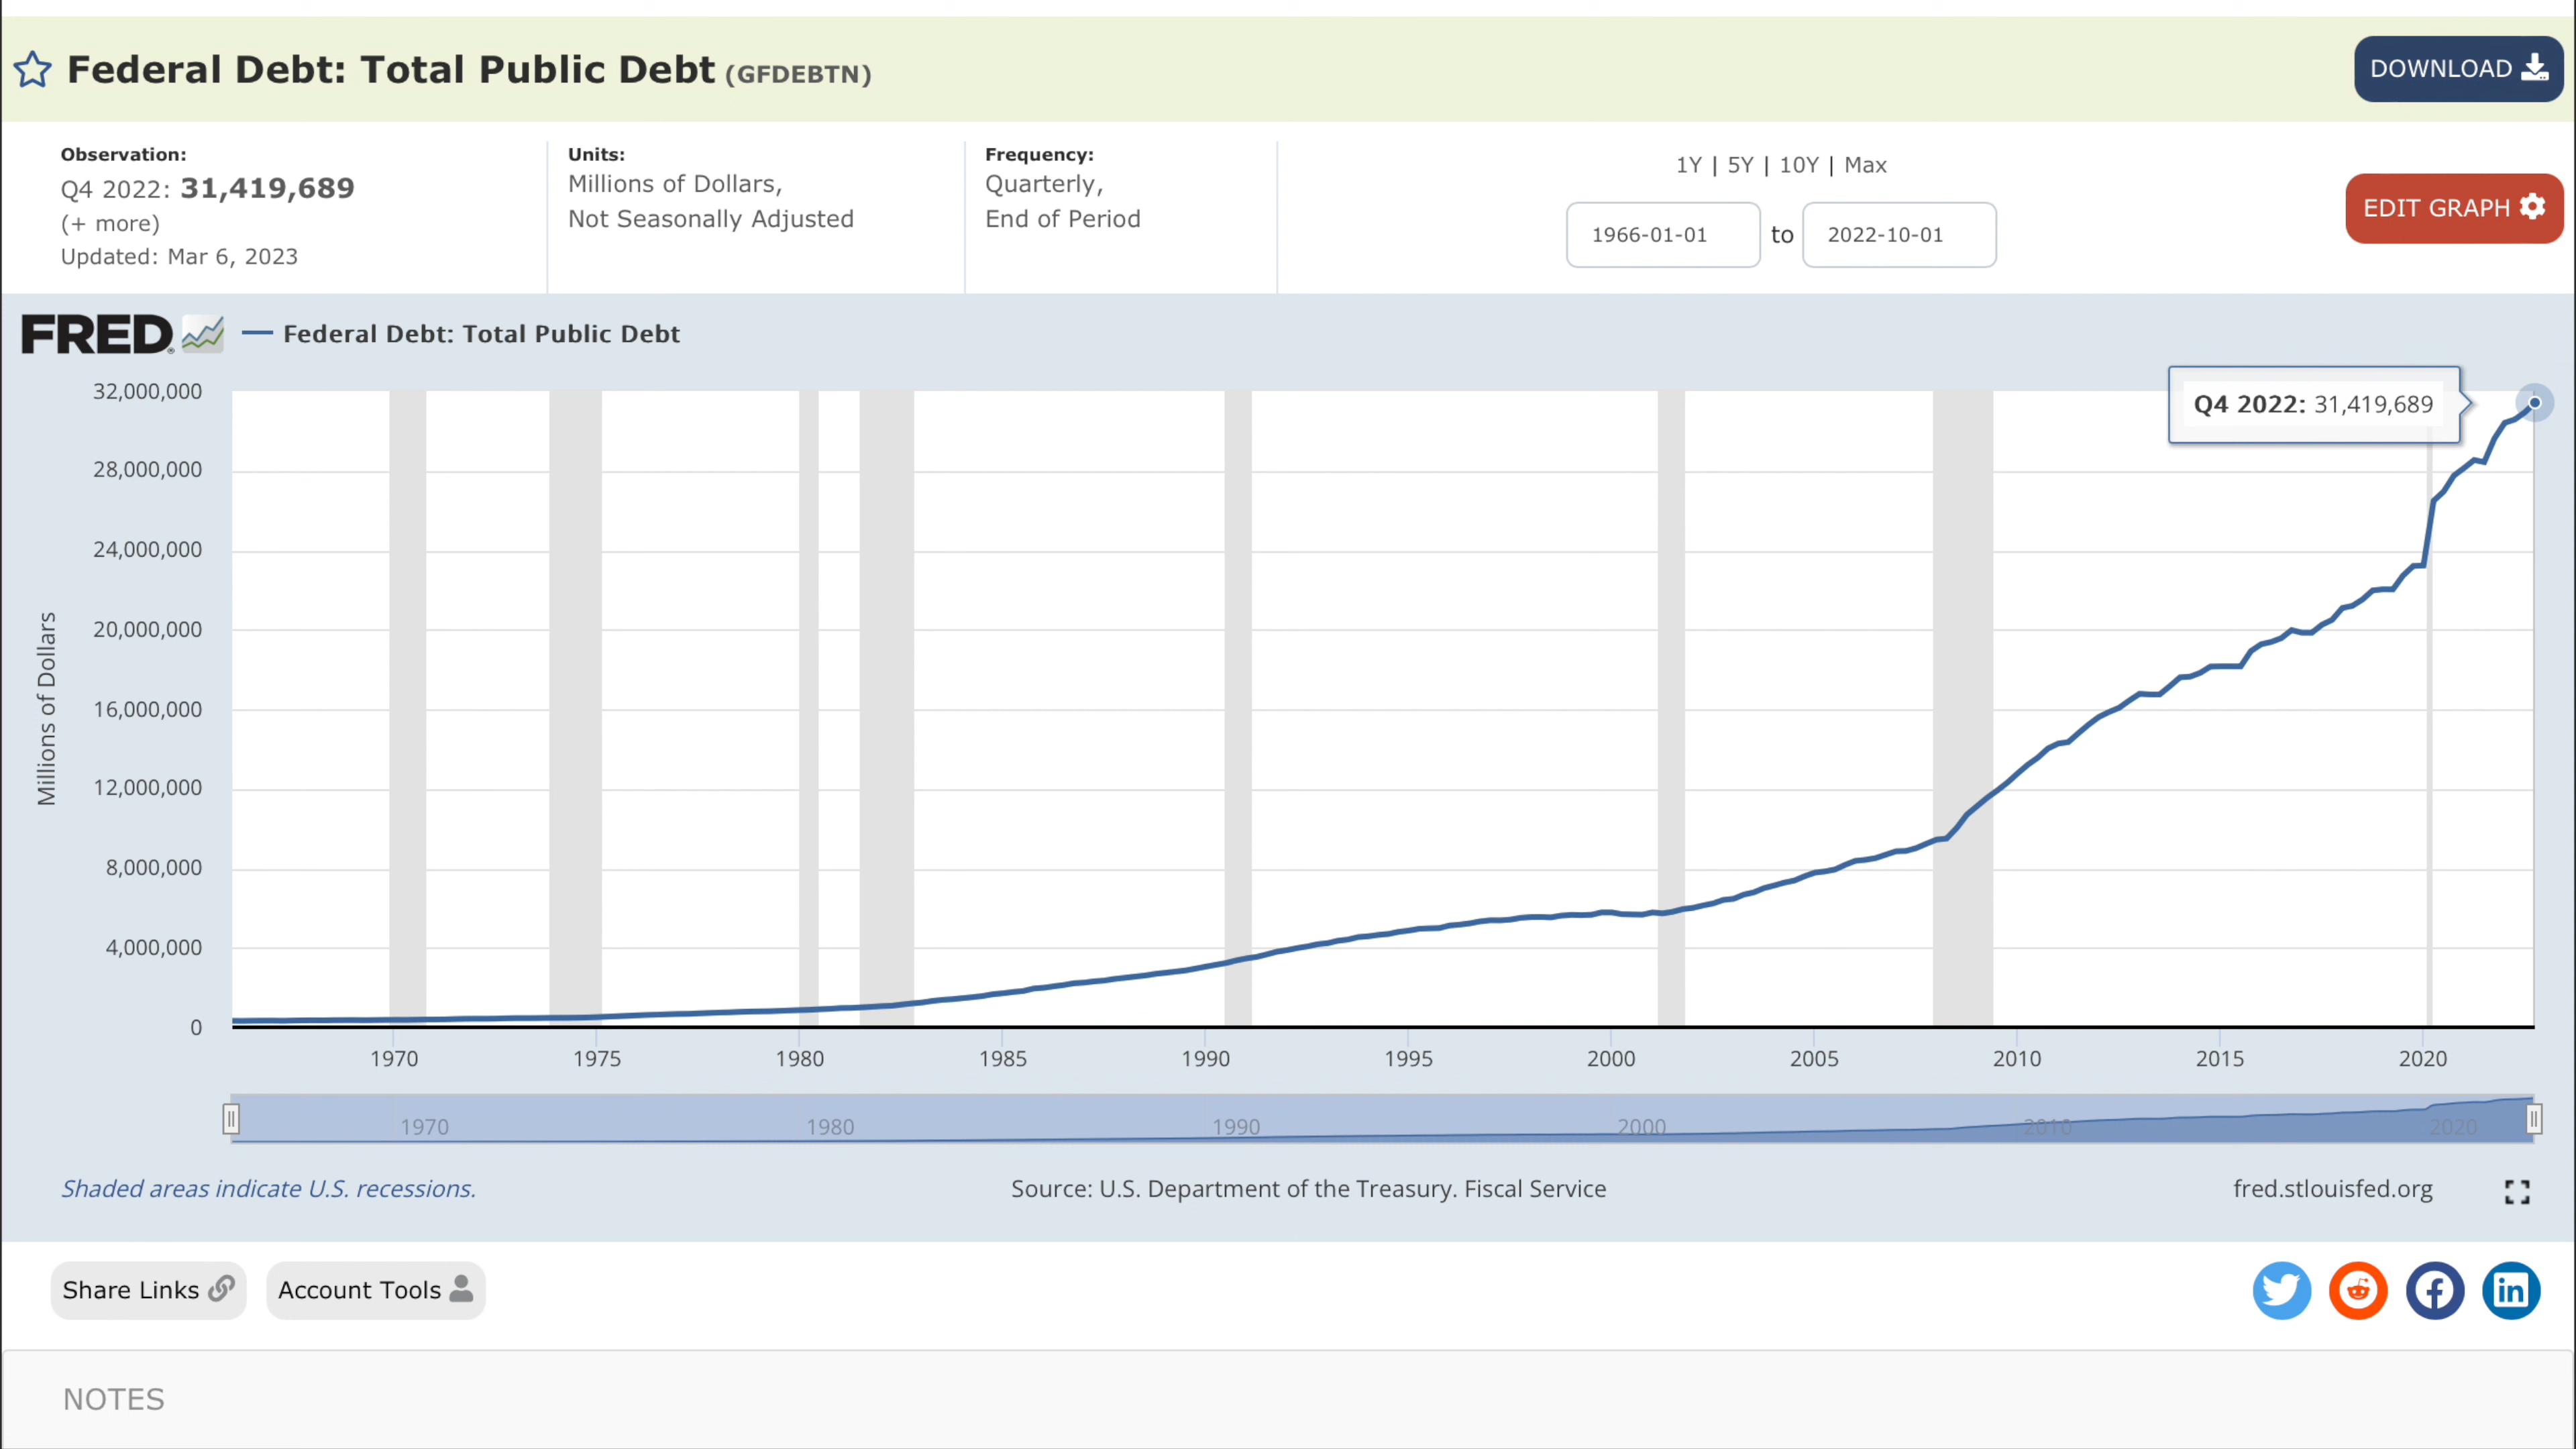 Federal Debt: Total Public Debt (GFDEBTN)
DOWNLOAD
Observation:
Q4 2022: 31,419,689
(+ more)
Updated: Mar 6, 2023
Units:
Millions of Dollars,
Not Seasonally Adjusted
Frequency:
Quarterly,
End of Period
1Y | 5Y | 10Y | Max
1966-01-01 to 2022-10-01
EDIT GRAPH
FRED
Federal Debt: Total Public Debt
Q4 2022: 31,419,689
Millions of Dollars
32,000,000
28,000,000
24,000,000
20,000,000
16,000,000
12,000,000
8,000,000
4,000,000
0
1970 1975 1980 1985 1990 1995 2000 2005 2010 2015 2020
1970 1980 1990 2000 2010 2020
Shaded areas indicate U.S. recessions.
Source: U.S. Department of the Treasury. Fiscal Service
fred.stlouisfed.org
Share Links
Account Tools
in
NOTES